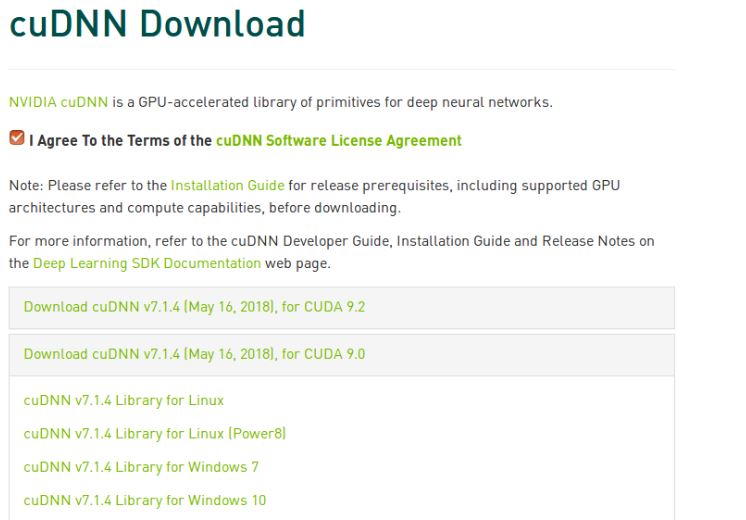 cuDNN Download
NVIDIA cuDNN is a GPU-accelerated library of primitives for deep neural networks.
I Agree To the Terms of the cuDNN Software License Agreement
Note: Please refer to the Installation Guide for release prerequisites, including supported GPU
architectures and compute capabilities, before downloading.
For more information, refer to the cuDNN Developer Guide, Installation Guide and Release Notes on
the Deep Learning SDK Documentation web page.
Download cuDNN v7.1.4 (May 16, 2018), for CUDA 9.2
Download cuDNN v7.1.4 (May 16, 2018), for CUDA 9.0
cuDNN v7.1.4 Library for Linux
cuDNN v7.1.4 Library for Linux (Power8)
cuDNN v7.1.4 Library for Windows 7
cuDNN v7.1.4 Library for Windows 10